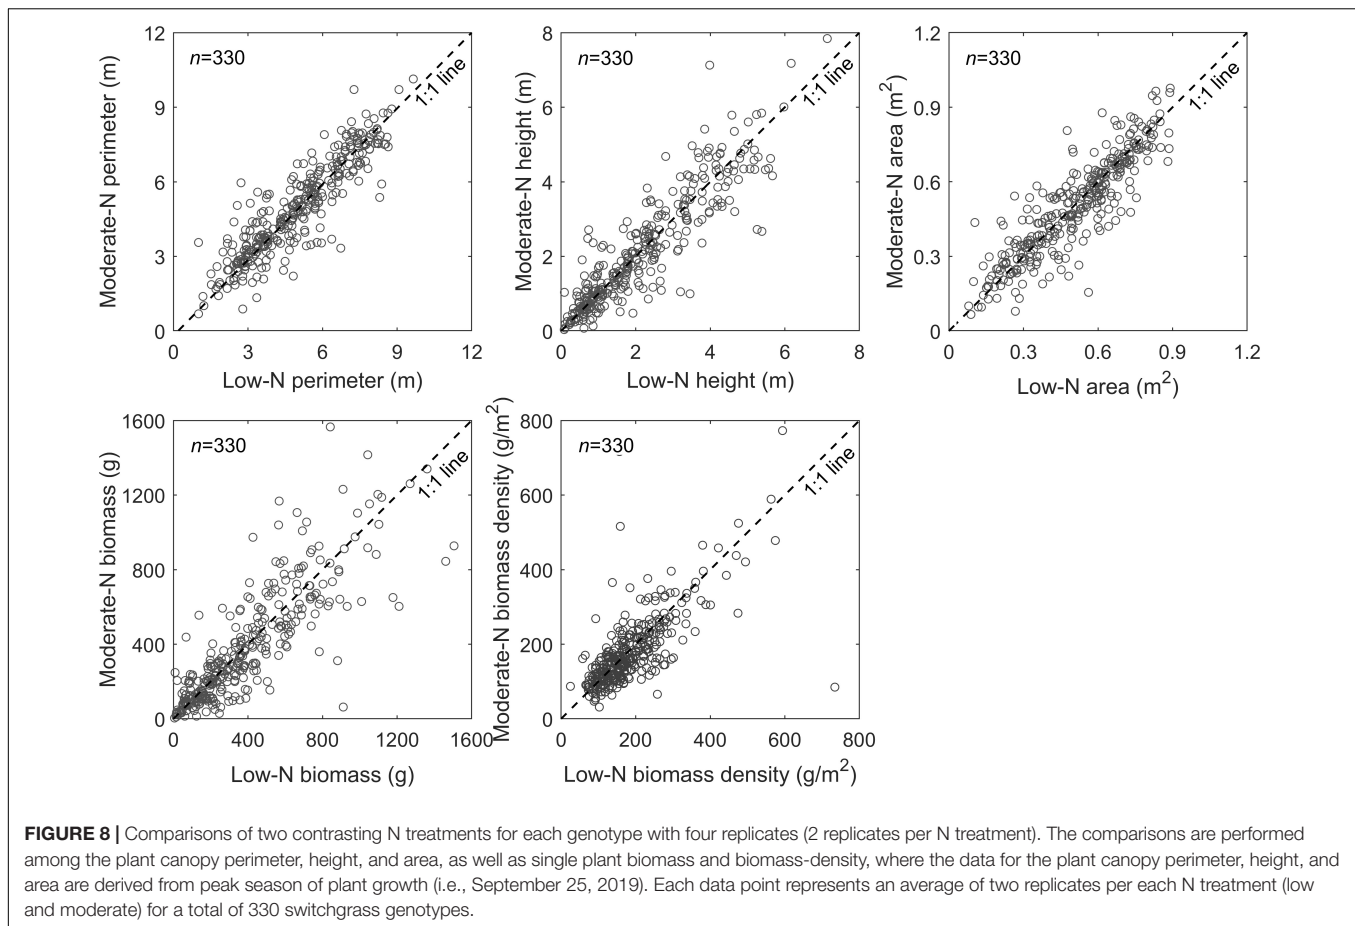 12
9
6
3
0
0 3 6 9 12
n=330
1:1 line
Moderate-N perimeter (m)
Low-N perimeter (m)
8
6
4
2
0
0 2 4 6 8
n=330
1:1 line
Moderate-N height (m)
Low-N height (m)
1.2
0.9
0.6
0.3
0
0 0.3 0.6 0.9 1.2
n=330
1:1 line
Moderate-N area (m²)
Low-N area (m²)
1600
1200
800
400
0
0 400 800 1200 1600
n=330
1:1 line
Moderate-N biomass (g)
Low-N biomass (g)
800
600
400
200
0
0 200 400 600 800
n=330
1:1 line
Moderate-N biomass density (g/m²)
Low-N biomass density (g/m²)
FIGURE 8 | Comparisons of two contrasting N treatments for each genotype with four replicates (2 replicates per N treatment). The comparisons are performed
among the plant canopy perimeter, height, and area, as well as single plant biomass and biomass-density, where the data for the plant canopy perimeter, height, and
area are derived from peak season of plant growth (i.e., September 25, 2019). Each data point represents an average of two replicates per each N treatment (low
and moderate) for a total of 330 switchgrass genotypes.